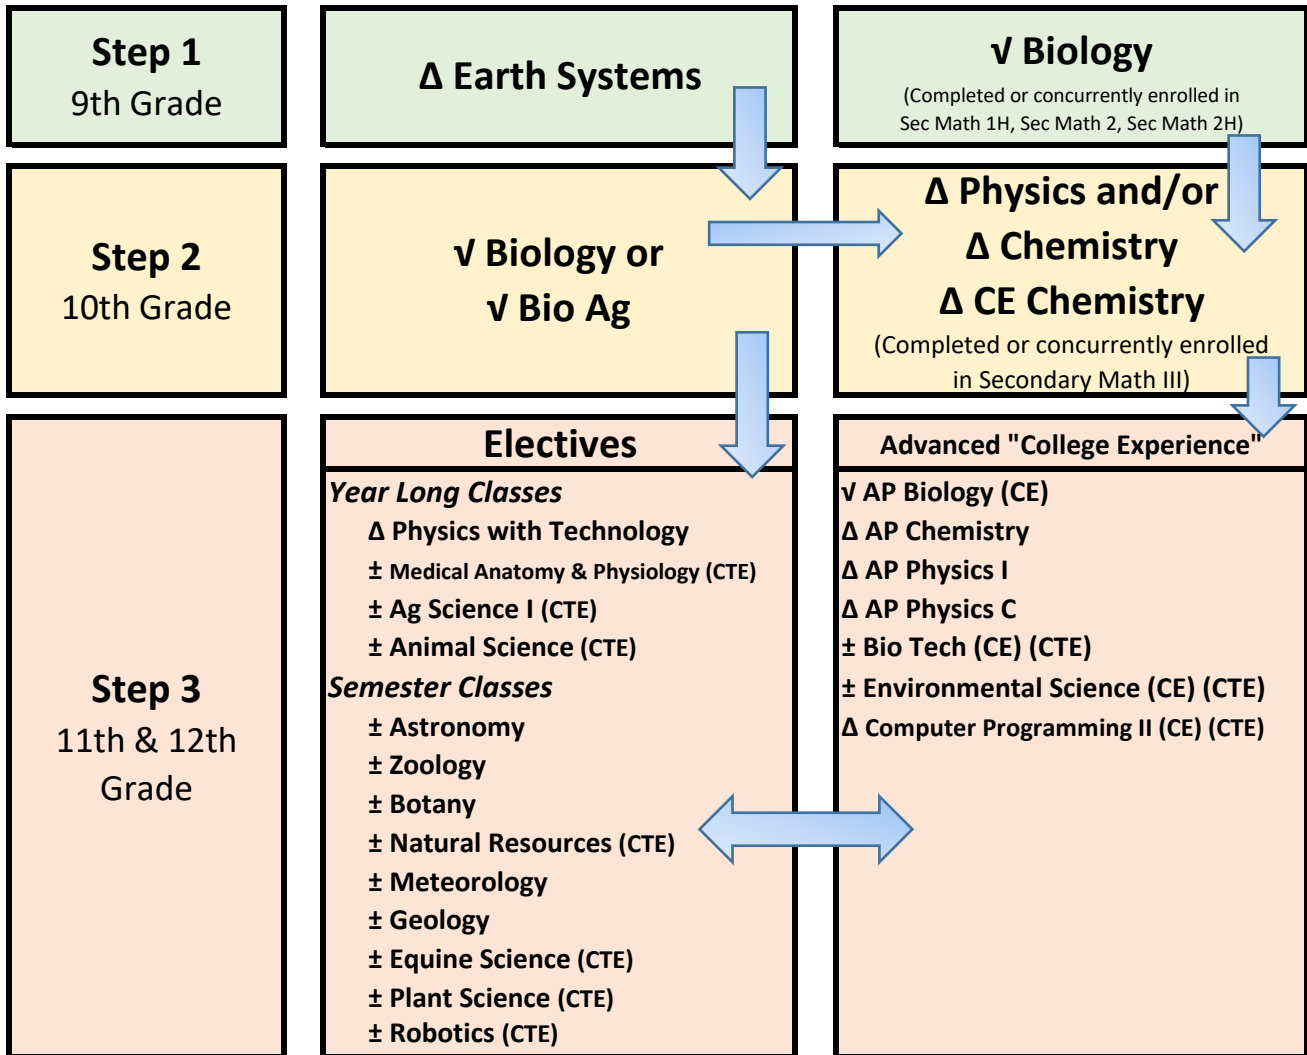 Step 1
9th Grade
Δ Earth Systems
√ Biology
(Completed or concurrently enrolled in
Sec Math 1H, Sec Math 2, Sec Math 2H)
Step 2
10th Grade
√ Biology or
√ Bio Ag
Δ Physics and/or
Δ Chemistry
Δ CE Chemistry
(Completed or concurrently enrolled
in Secondary Math III)
Step 3
11th & 12th
Grade
Electives
Year Long Classes
Δ Physics with Technology
± Medical Anatomy & Physiology (CTE)
± Ag Science I (CTE)
± Animal Science (CTE)
Semester Classes
± Astronomy
± Zoology
± Botany
± Natural Resources (CTE)
± Meteorology
± Geology
± Equine Science (CTE)
± Plant Science (CTE)
± Robotics (CTE)
Advanced "College Experience"
√ AP Biology (CE)
Δ AP Chemistry
Δ AP Physics I
Δ AP Physics C
± Bio Tech (CE) (CTE)
± Environmental Science (CE) (CTE)
Δ Computer Programming II (CE) (CTE)